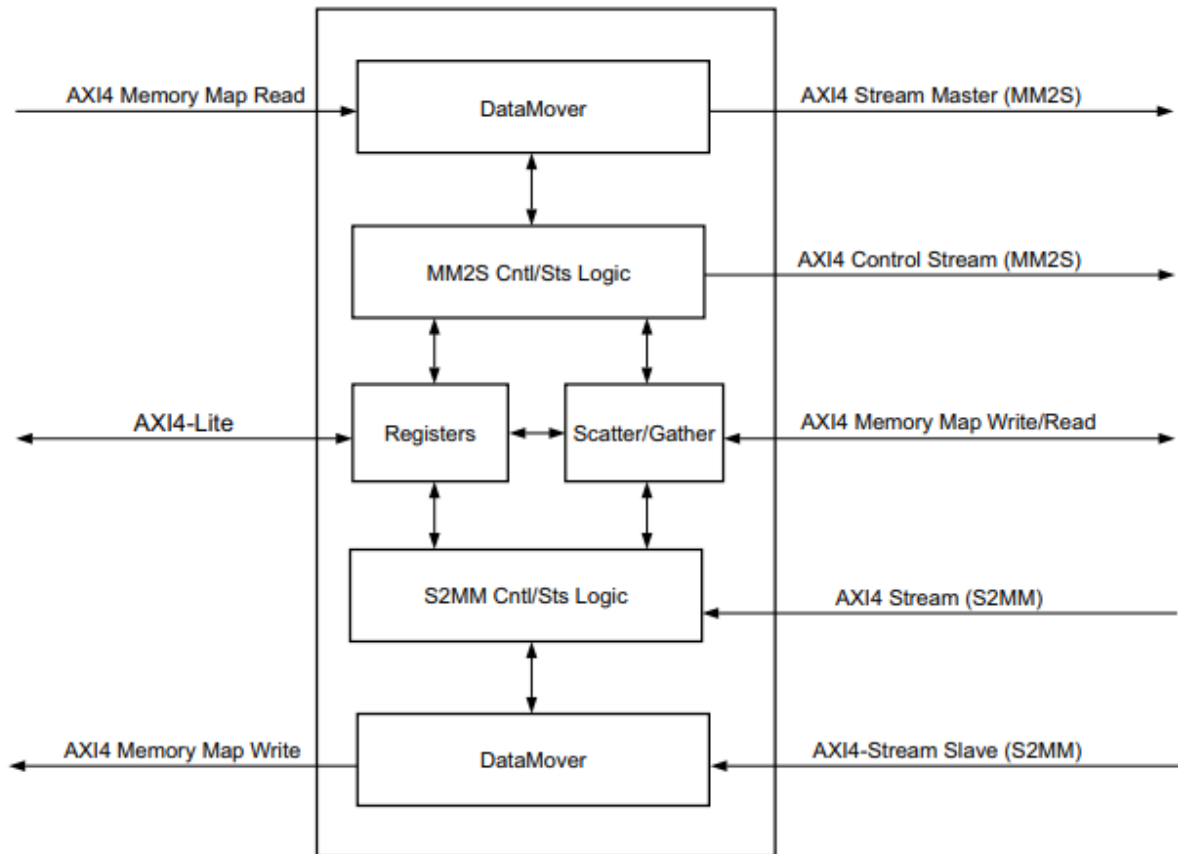 AXI4 Memory Map Read
DataMover
AXI4 Stream Master (MM2S)
MM2S Cntl/Sts Logic
AXI4 Control Stream (MM2S)
AXI4-Lite
Registers
Scatter/Gather
AXI4 Memory Map Write/Read
S2MM Cntl/Sts Logic
AXI4 Stream (S2MM)
AXI4 Memory Map Write
DataMover
AXI4-Stream Slave (S2MM)